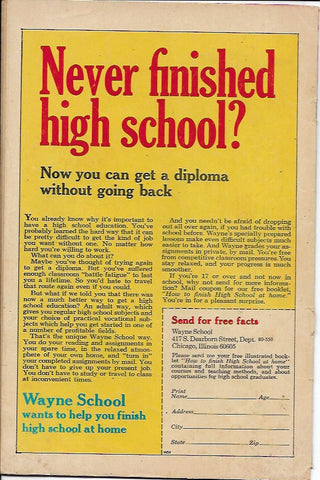 Never finished
high school?
Now you can get a diploma
without going back
You already know why it's important to
have a high school education. You've
probably learned the hard way that it can
be pretty difficult to get the kind of job
you want without one. No matter how
hard you're willing to work.
What can you do about it?
Maybe you've thought of trying again
to get a diploma. But you've suffered
enough classroom "battle fatigue" to last
you a lifetime. So you'd hate to travel
that route again even if you could.
But what if we told you that there was
now a much better way to get a high
school education? An adult way, which
gives you regular high school subjects and
your choice of practical vocational sub-
jects which help you get started in one of
a number of profitable fields.
That's the unique Wayne School way.
You do your reading and assignments in
your spare time, in the relaxed atmos-
phere of your own home, and "turn in"
your completed assignments by mail. You
don't have to give up your present job.
You don't have to study or travel to class
at inconvenient times.
Wayne School
wants to help you finish
high school at home
And you needn't be afraid of dropping
out all over again, if you had trouble with
school before. Wayne's specially prepared
lessons make even difficult subjects much
easier to take. And Wayne grades your as-
signments in private, by mail. You're free
from competitive classroom pressures. You
stay relaxed, and your progress is much
smoother.
If you're 17 or over and not now in
school, why not send for more informa-
tion? Mail coupon for our free booklet,
"How to finish High School at home"
You're in for a pleasant surprise.
Send for free facts
Wayne School
417 S. Dearborn Street, Dept.
Chicago, Illinois 60605
Please send me your free illustrated book-
let "How to finish High School at home"
containing full information about your
courses and teaching methods, and about
opportunities for high school graduates.
Print
Name Age
Address
City
State Zip